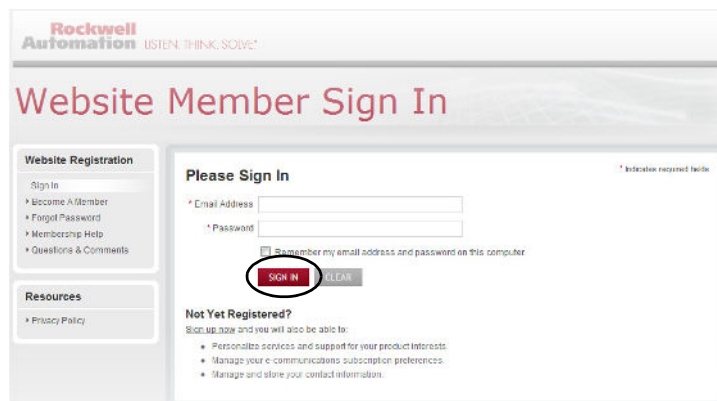 Rockwell
Automation LISTEN. THINK. SOLVE.®
Website Member Sign In
Website Registration
Sign In
Become A Member
Forgot Password
Membership Help
Questions & Comments
Resources
Privacy Policy
Please Sign In
* Indicates required fields
* Email Address
* Password
Remember my email address and password on this computer
SIGN IN CLEAR
Not Yet Registered?
Sign up now and you will also be able to:
Personalize services and support for your product interests.
Manage your e-communications subscription preferences.
Manage and store your contact information.